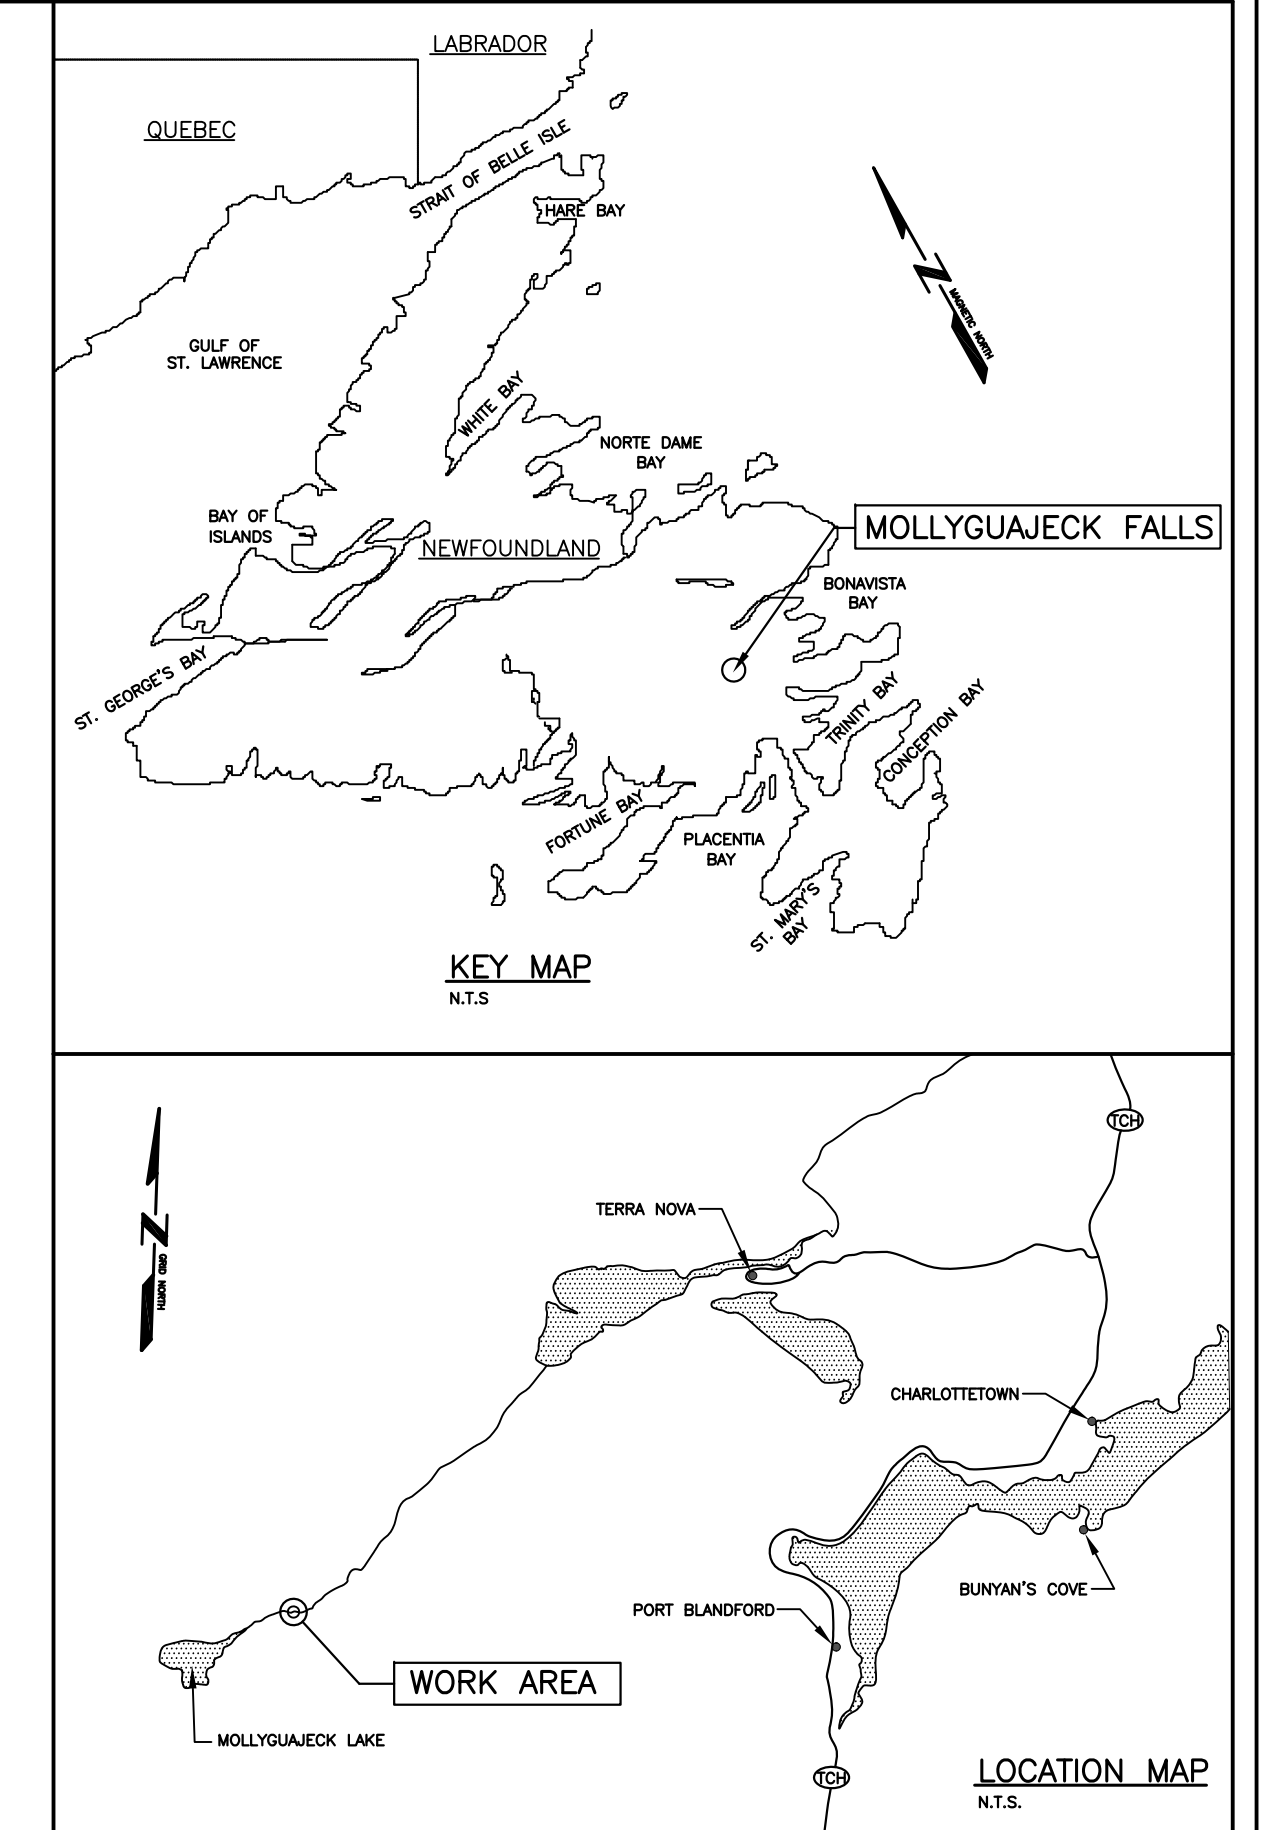 LABRADOR
QUEBEC
STRAIT OF BELLE ISLE
HARE BAY
MAGNETIC NORTH
N
GULF OF
ST. LAWRENCE
WHITE BAY
NORTE DAME
BAY
BAY OF
ISLANDS
NEWFOUNDLAND
MOLLYGUAJECK FALLS
BONAVISTA
BAY
ST. GEORGE'S BAY
TRINITY BAY
CONCEPTION BAY
FORTUNE BAY
PLACENTIA
BAY
ST. MARY'S
BAY
KEY MAP
N.T.S
TCH
TERRA NOVA
N
GRID NORTH
CHARLOTTETOWN
BUNYAN'S COVE
PORT BLANDFORD
WORK AREA
MOLLYGUAJECK LAKE
TCH
LOCATION MAP
N.T.S.